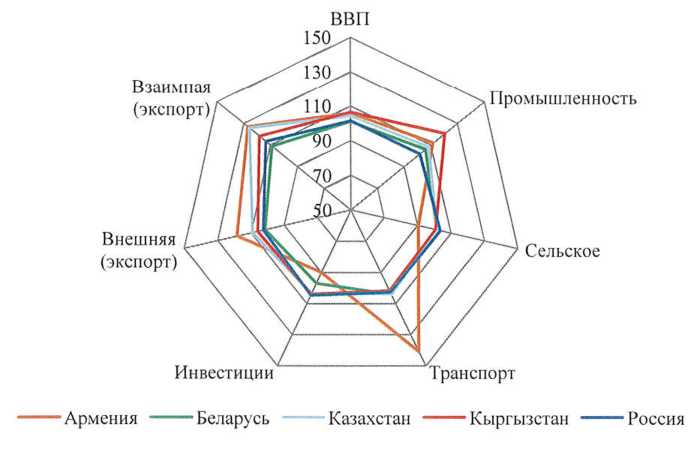 ВВП
150
130
110
90
70
50
Взаимпая
(экспорт)
Промышленность
Внешняя
(экспорт)
Сельское
Инвестиции
Транспорт
Армения Беларусь Казахстан Кыргызстан Россия